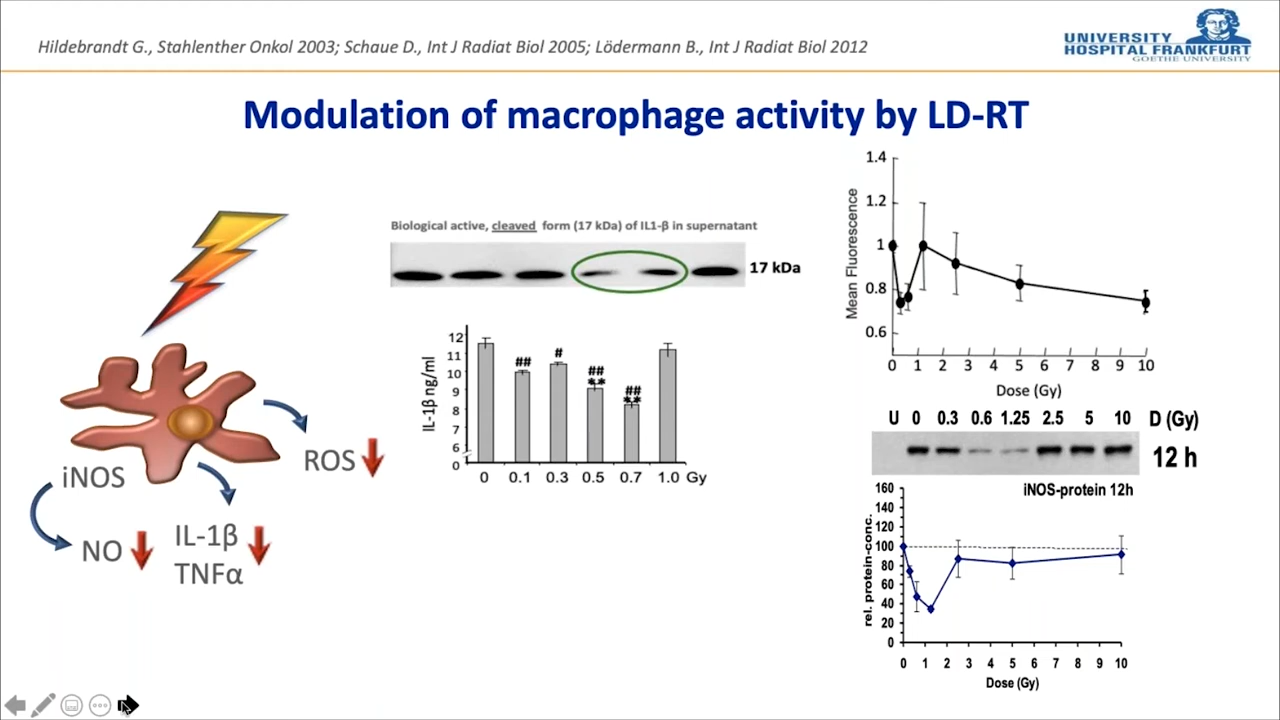 Hildebrandt G., Stahlenther Onkol 2003; Schaue D., Int J Radiat Biol 2005; Lödermann B., Int J Radiat Biol 2012
UNIVERSITY
HOSPITAL FRANKFURT
GOETHE UNIVERSITY
Modulation of macrophage activity by LD-RT
iNOS
NO
IL-1β
TNFα
ROS
Biological active, cleaved form (17 kDa) of IL1-β in supernatant
17 kDa
IL-1β ng/ml
12
11
10
9
8
7
6
0
##
#
##
**
##
**
0 0.1 0.3 0.5 0.7 1.0 Gy
Mean Fluorescence
1.4
1.2
1
0.8
0.6
0 1 2 3 4 5 6 7 8 9 10
Dose (Gy)
U 0 0.3 0.6 1.25 2.5 5 10 D (Gy)
12 h
iNOS-protein 12h
rel. protein-conc.
160
140
120
100
80
60
40
20
0
0 1 2 3 4 5 6 7 8 9 10
Dose (Gy)